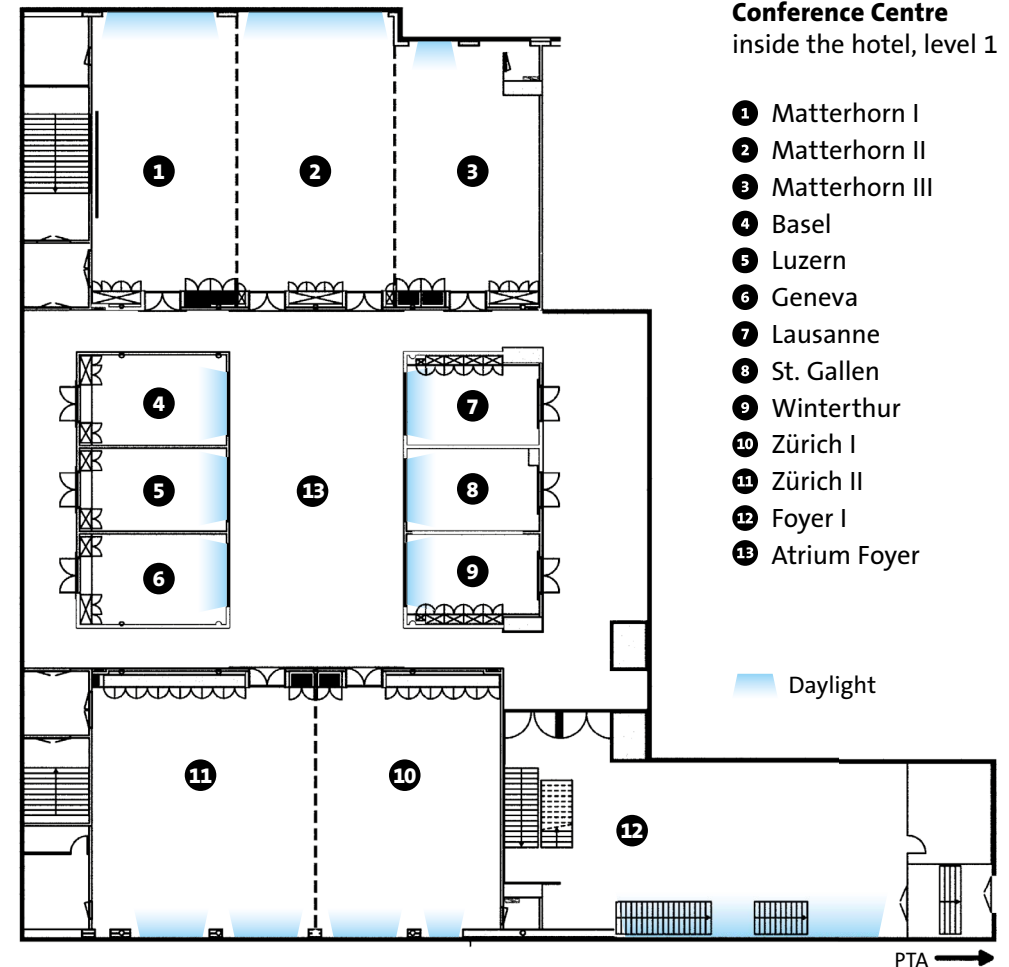 Conference Centre
inside the hotel, level 1
1 Matterhorn I
2 Matterhorn II
3 Matterhorn III
4 Basel
5 Luzern
6 Geneva
7 Lausanne
8 St. Gallen
9 Winterthur
10 Zürich I
11 Zürich II
12 Foyer I
13 Atrium Foyer
Daylight
1
2
3
4
7
5
13
8
6
9
11
10
12
PTA